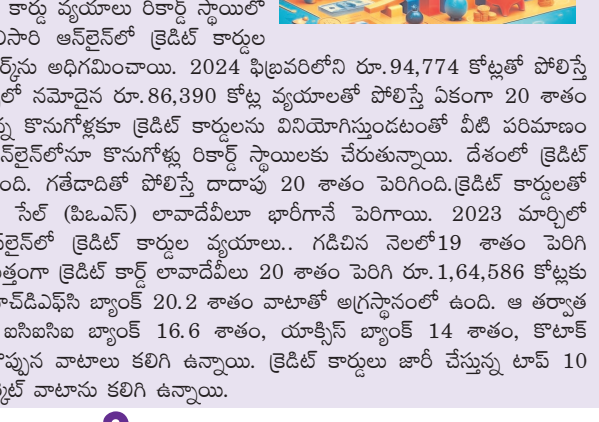 కార్డు వ్యయాలు రికార్డ్ స్థాయిలో
ఆన్‌లైన్‌లో క్రెడిట్ కార్డుల
అధిగమించాయి. 2024 ఫిబ్రవరిలోని రూ.94,774 కోట్లతో పోలిస్తే
నమోదైన రూ.86,390 కోట్ల వ్యయాలతో పోలిస్తే ఏకంగా 20 శాతం
కొనుగోళ్లకూ క్రెడిట్ కార్డులను వినియోగిస్తుండటంతో వీటి పరిమాణం
కొనుగోళ్లు రికార్డ్ స్థాయిలకు చేరుతున్నాయి. దేశంలో క్రెడిట్
గతేడాదితో పోలిస్తే దాదాపు 20 శాతం పెరిగింది.క్రెడిట్ కార్డులతో
సేల్ (పిఒఎస్) లావాదేవీలూ భారీగానే పెరిగాయి. 2023 మార్చిలో
క్రెడిట్ కార్డుల వ్యయాలు.. గడిచిన నెలలో19 శాతం పెరిగి
క్రెడిట్ కార్డ్ లావాదేవీలు 20 శాతం పెరిగి రూ.1,64,586 కోట్లకు
బ్యాంక్ 20.2 శాతం వాటాతో అగ్రస్థానంలో ఉంది. ఆ తర్వాత
ఐసిఐసిఐ బ్యాంక్ 16.6 శాతం, యాక్సిస్ బ్యాంక్ 14 శాతం, కొటాక్
వాటాలు కలిగి ఉన్నాయి. క్రెడిట్ కార్డులు జారీ చేస్తున్న టాప్ 10
వాటాను కలిగి ఉన్నాయి.